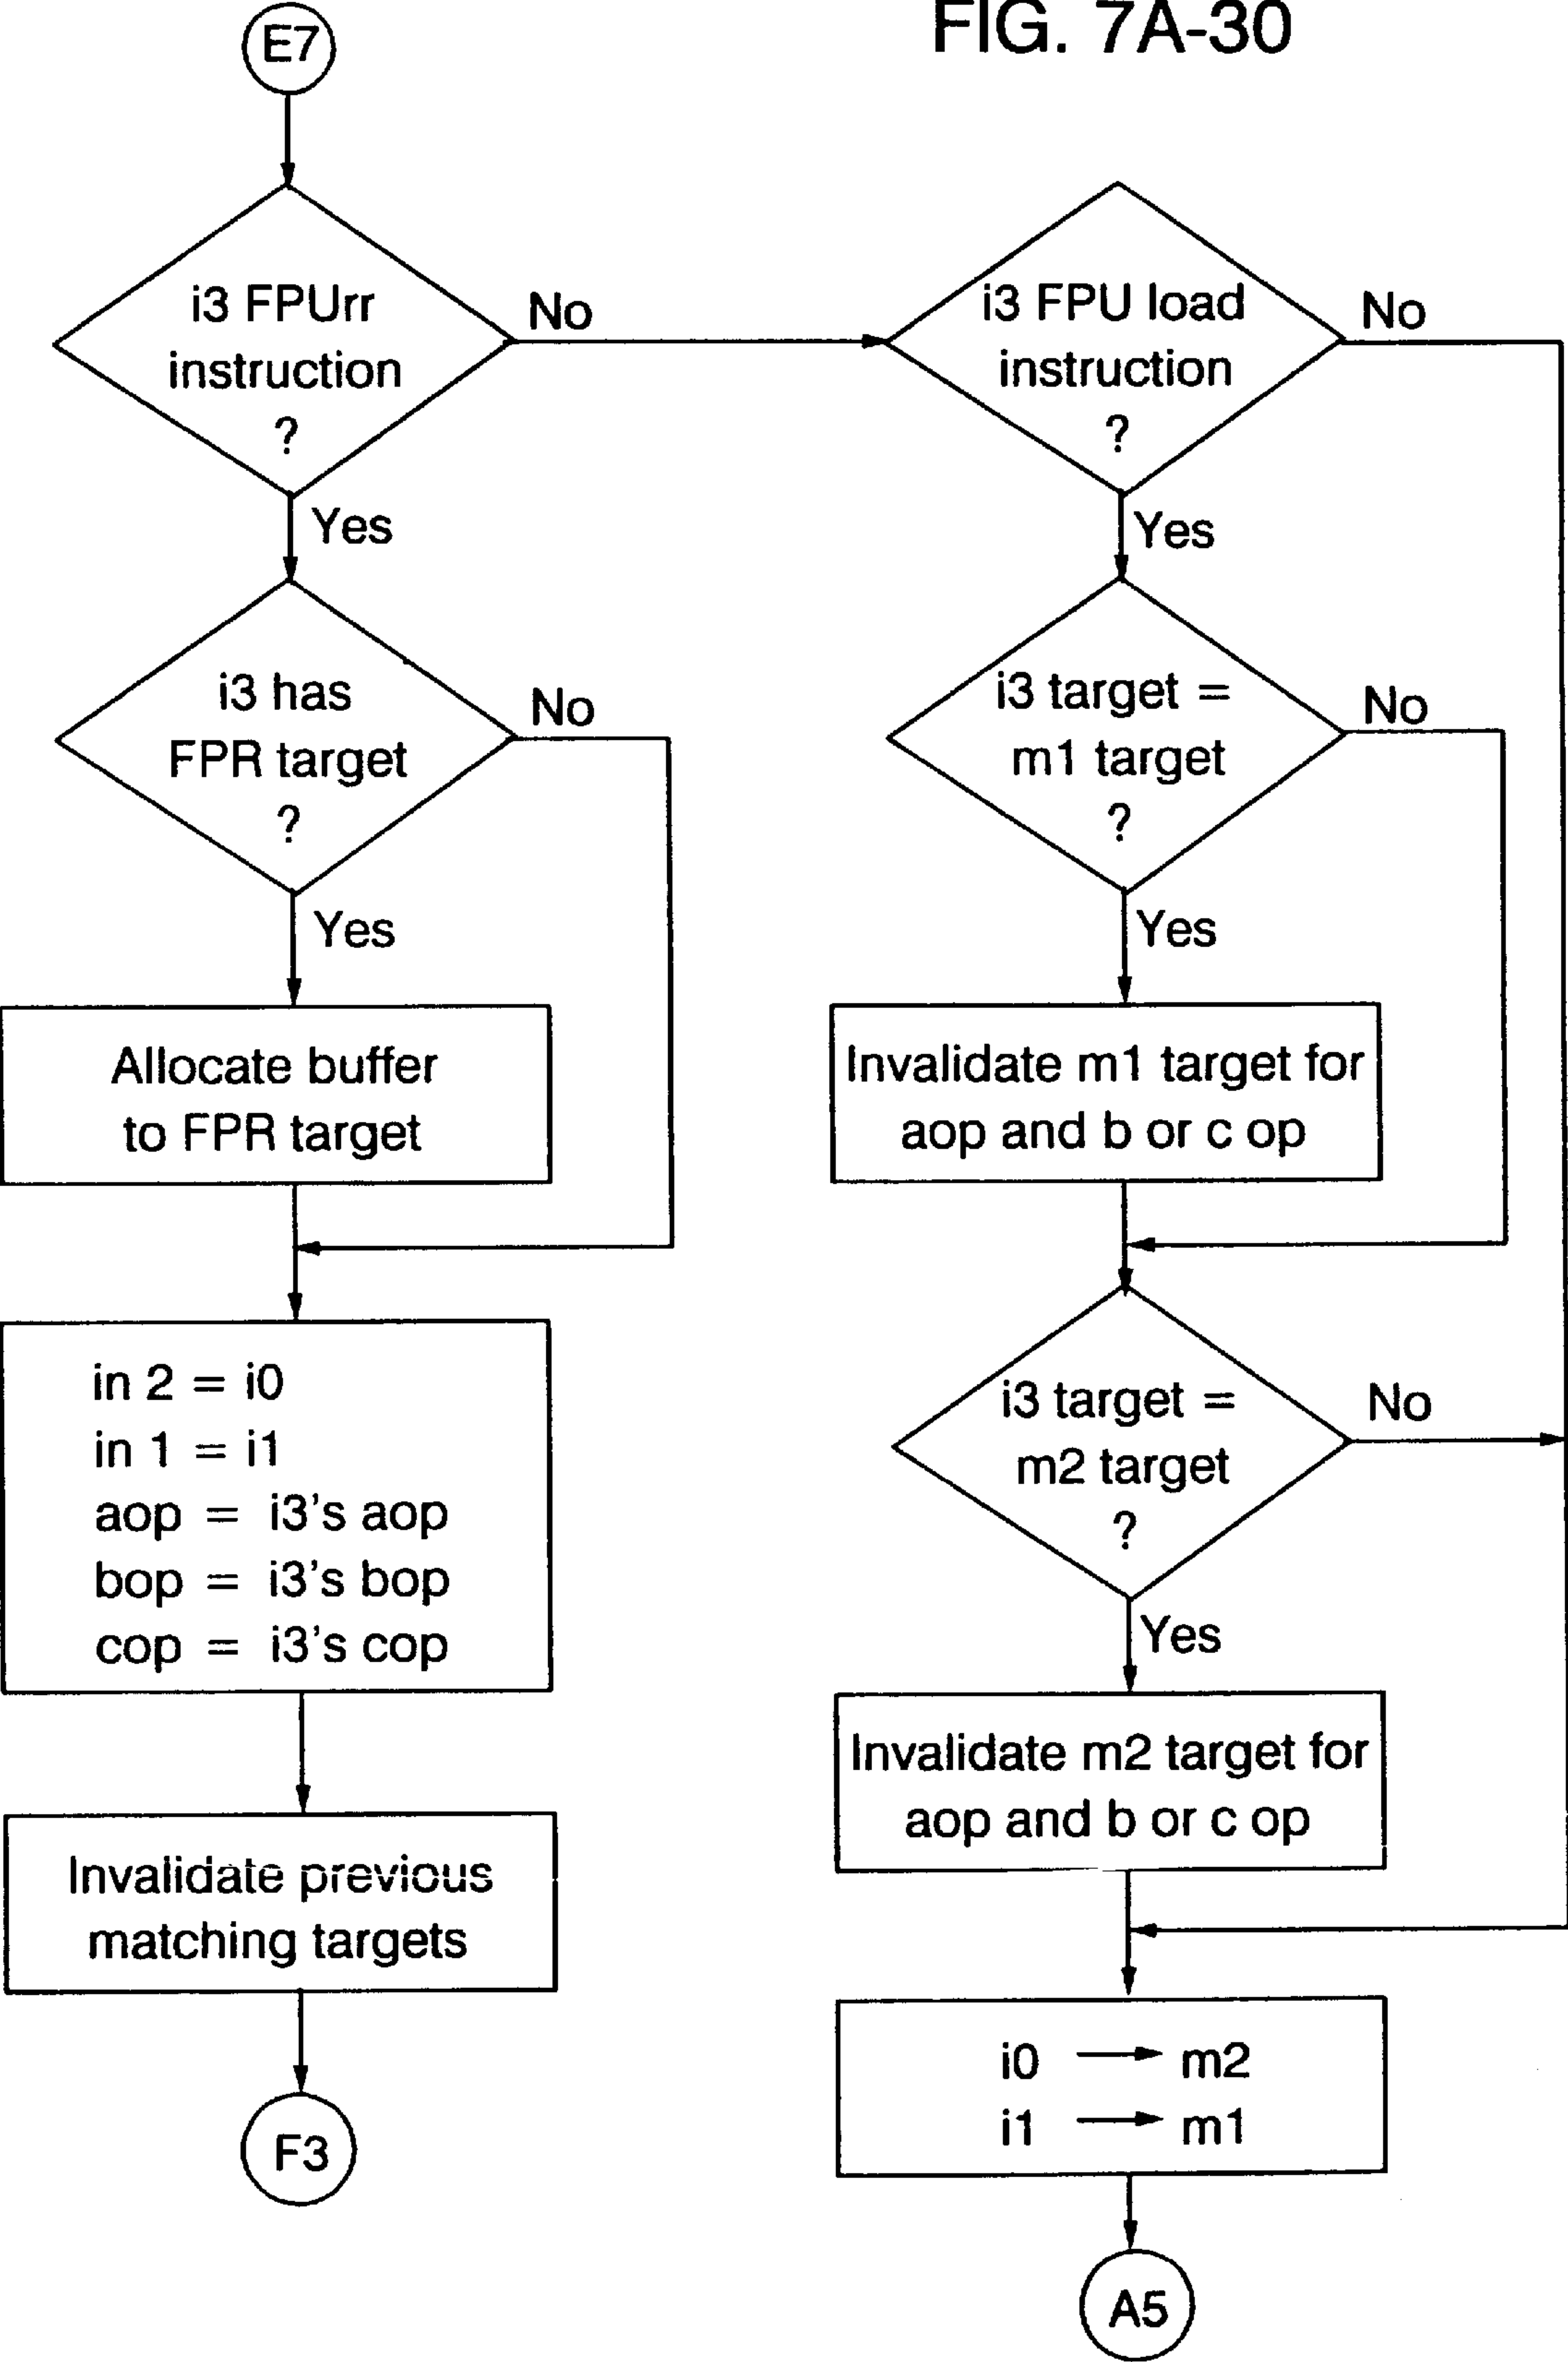 FIG. 7A-30
E7
i3 FPUrr
instruction
?
No
Yes
i3 has
FPR target
?
No
Yes
Allocate buffer
to FPR target
in 2 = i0
in 1 = i1
aop = i3's aop
bop = i3's bop
cop = i3's cop
Invalidate previous
matching targets
F3
i3 FPU load
instruction
?
No
Yes
i3 target =
m1 target
?
No
Yes
Invalidate m1 target for
aop and b or c op
i3 target =
m2 target
?
No
Yes
Invalidate m2 target for
aop and b or c op
i0 → m2
i1 → m1
A5